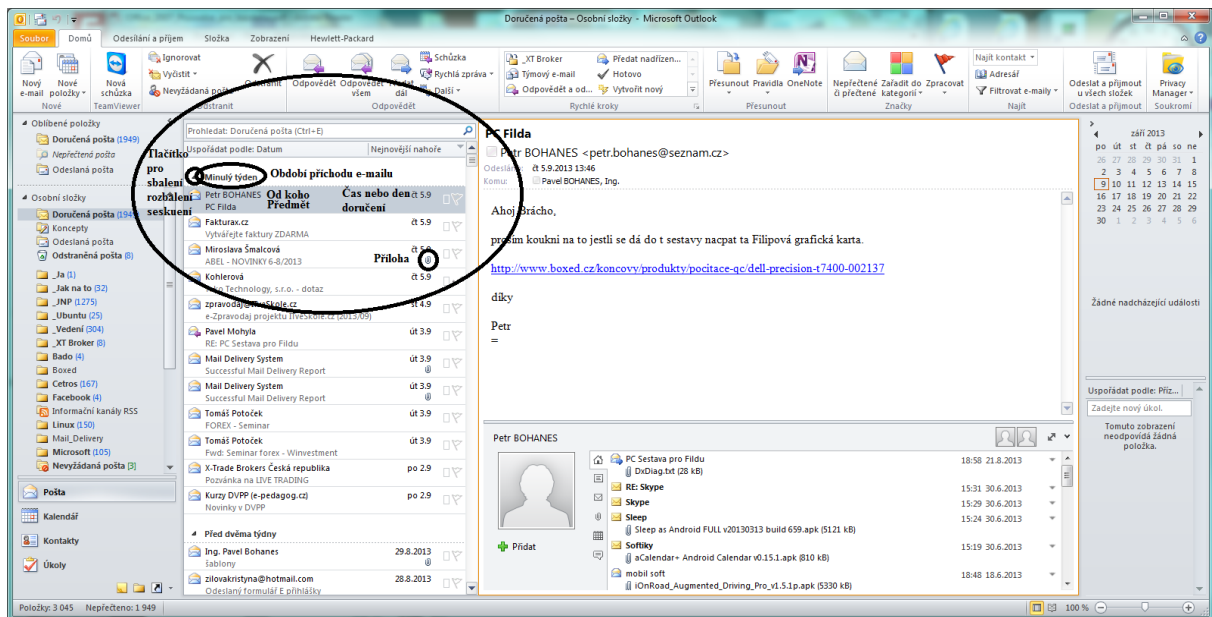 Doručená pošta – Osobní složky - Microsoft Outlook
Soubor Domů Odesílání a příjem Složka Zobrazení Hewlett-Packard
Nový e-mail
Nové položky
Nová schůzka
Ignorovat
Vyčistit
Nevyžádaná pošta
Odstranit
Odpovědět
Odpovědět všem
Předat dál
Schůzka
Rychlá zpráva
Další
_XT Broker
Týmový e-mail
Odpovědět a od...
Předat nadřízen...
Hotovo
Vytvořit nový
Přesunout
Pravidla
OneNote
Nepřečtené či přečtené
Zařadit do kategorií
Zpracovat
Najít kontakt
Adresář
Filtrovat e-maily
Odeslat a přijmout u všech složek
Privacy Manager
Nové TeamViewer Odstranit Odpovědět Rychlé kroky Přesunout Značky Najít Odeslat a přijmout Soukromí
Oblíbené položky
Doručená pošta (1949)
Nepřečtená pošta
Odeslaná pošta
Osobní složky
Doručená pošta (194
Koncepty
Odeslaná pošta
Odstraněná pošta (8)
_Ja (1)
_Jak na to (32)
_JNP (1275)
_Ubuntu (25)
_Vedení (304)
_XT Broker (8)
Bado (4)
Boxed
Cetros (167)
Facebook (4)
Informační kanály RSS
Linux (150)
Mail_Delivery
Microsoft (105)
Nevyžádaná pošta [3]
Pošta
Kalendář
Kontakty
Úkoly
Tlačítko
pro
sbalení
rozbalení
seskuení
Prohledat: Doručená pošta (Ctrl+E)
Uspořádat podle: Datum Nejnovější nahoře
Minulý týden
Období příchodu e-mailu
Petr BOHANES čt 5.9
PC Filda
Od koho
Předmět
Čas nebo den
doručení
Fakturax.cz čt 5.9
Vytvářejte faktury ZDARMA
Miroslava Šmalcová čt 5.9
ABEL - NOVINKY 6-8/2013
Příloha
Kohlerová čt 5.9
Technology, s.r.o. - dotaz
st 4.9
e-Zpravodaj projektu
Pavel Mohyla út 3.9
RE: PC Sestava pro Fildu
Mail Delivery System út 3.9
Successful Mail Delivery Report
Mail Delivery System út 3.9
Successful Mail Delivery Report
Tomáš Potoček út 3.9
FOREX - Seminar
Tomáš Potoček út 3.9
Fwd: Seminar forex - Winvestment
X-Trade Brokers Česká republika po 2.9
Pozvánka na LIVE TRADING
Kurzy DVPP (e-pedagog.cz) po 2.9
Novinky v DVPP
Před dvěma týdny
Ing. Pavel Bohanes 29.8.2013
šablony
zilovakristyna@hotmail.com 28.8.2013
Odeslaný formulář E přihlášky
PC Filda
Petr BOHANES <petr.bohanes@seznam.cz>
Odesláno: čt 5.9.2013 13:46
Komu: Pavel BOHANES, Ing.
Ahoj Brácho,
prosím koukni na to jestli se dá do t sestavy nacpat ta Filipová grafická karta.
http://www.boxed.cz/koncovy/produkty/pocitace-qc/dell-precision-t7400-002137
díky
Petr
=
Petr BOHANES
Přidat
PC Sestava pro Fildu 18:58 21.8.2013
DxDiag.txt (28 kB)
RE: Skype 15:31 30.6.2013
Skype 15:29 30.6.2013
Sleep 15:24 30.6.2013
Sleep as Android FULL v20130313 build 659.apk (5121 kB)
Softiky 15:19 30.6.2013
aCalendar+ Android Calendar v0.15.1.apk (810 kB)
mobil soft 18:48 18.6.2013
iOnRoad_Augmented_Driving_Pro_v1.5.1p.apk (5330 kB)
září 2013
po út st čt pá so ne
26 27 28 29 30 31 1
2 3 4 5 6 7 8
9 10 11 12 13 14 15
16 17 18 19 20 21 22
23 24 25 26 27 28 29
30 1 2 3 4 5 6
Žádné nadcházející události
Uspořádat podle: Příz...
Zadejte nový úkol.
Tomuto zobrazení
neodpovídá žádná
položka.
Položky: 3 045 Nepřečteno: 1 949
100 %